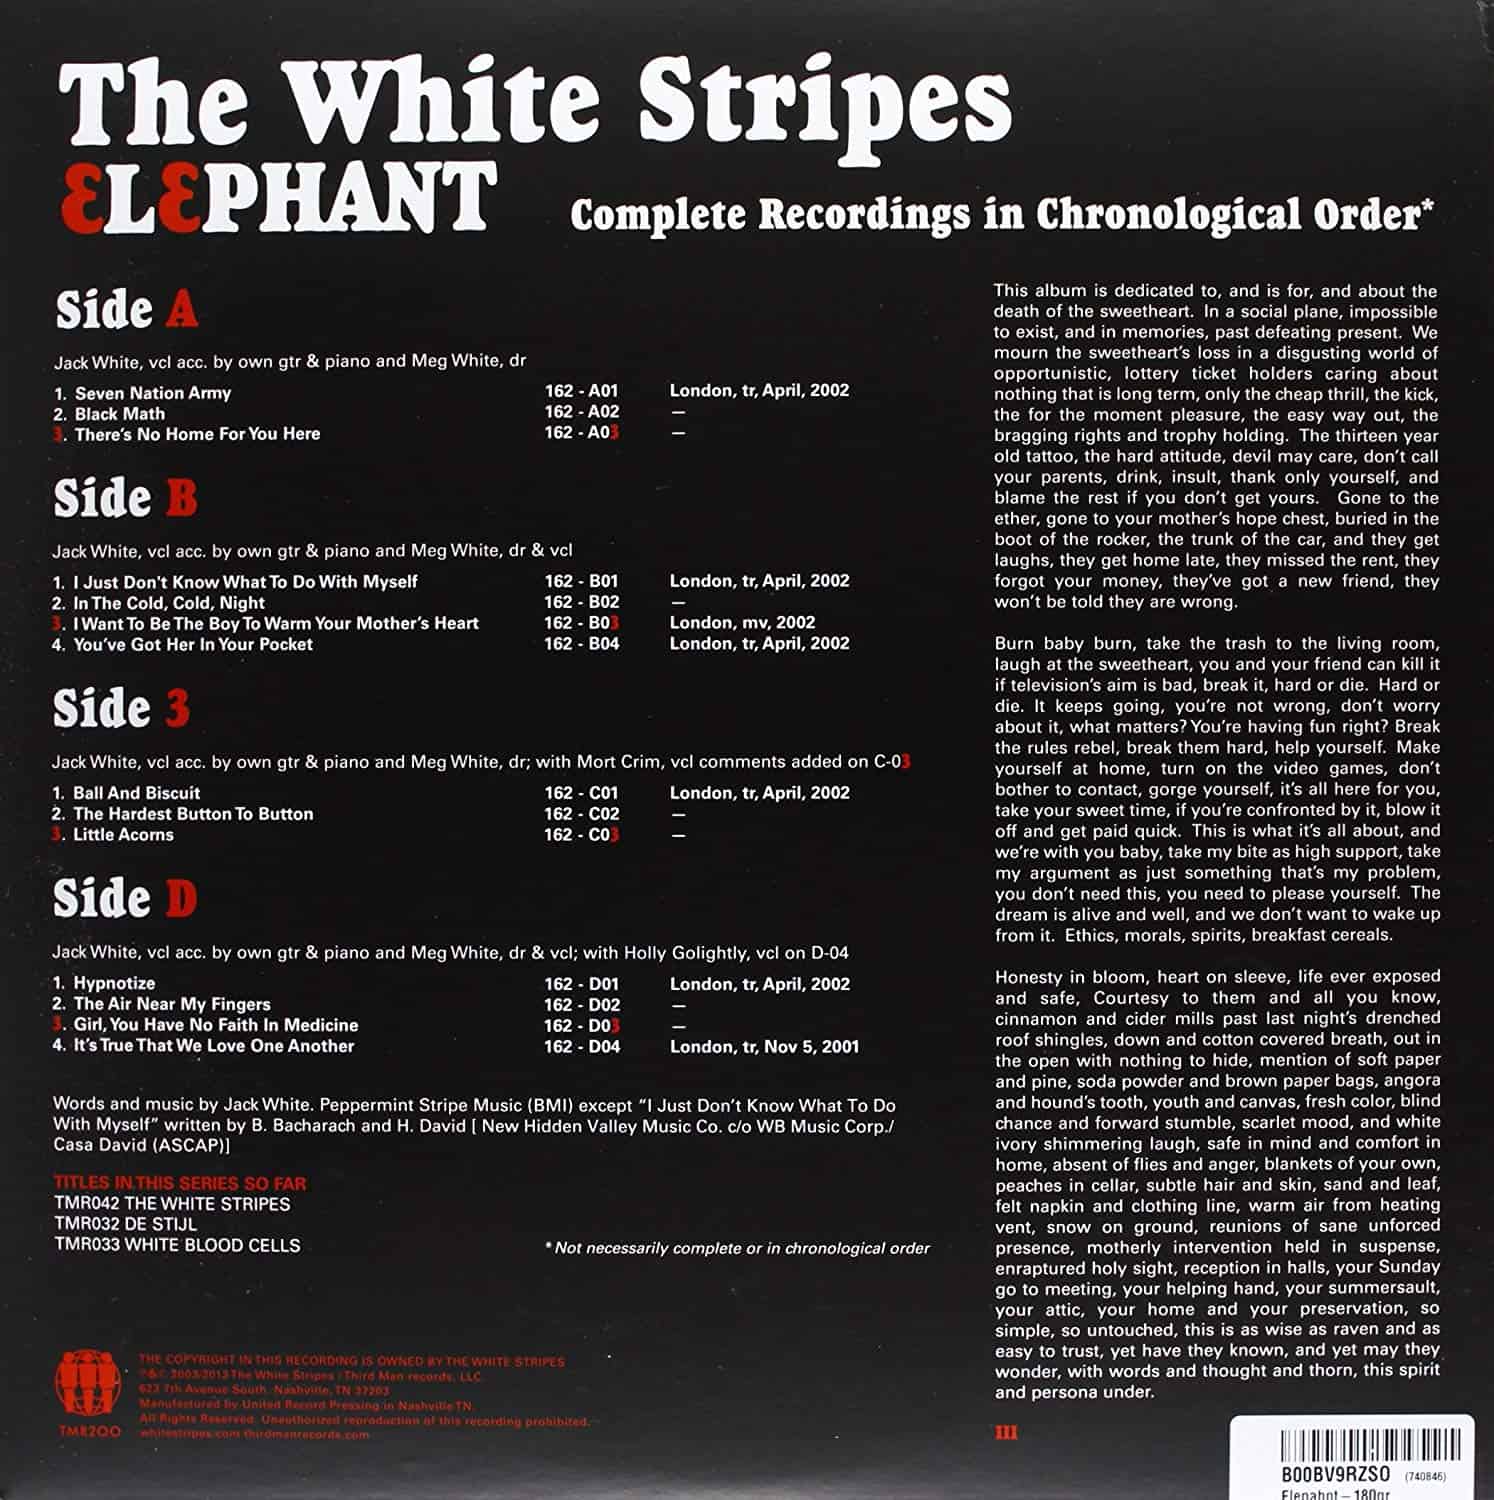 The White Stripes
ƐLƐPHANT
Complete Recordings in Chronological Order*
Side A
Jack White, vcl acc. by own gtr & piano and Meg White, dr
1. Seven Nation Army 162 - A01 London, tr, April, 2002
2. Black Math 162 - A02 —
3. There's No Home For You Here 162 - A03 —
Side B
Jack White, vcl acc. by own gtr & piano and Meg White, dr & vcl
1. I Just Don't Know What To Do With Myself 162 - B01 London, tr, April, 2002
2. In The Cold, Cold, Night 162 - B02 —
3. I Want To Be The Boy To Warm Your Mother's Heart 162 - B03 London, mv, 2002
4. You've Got Her In Your Pocket 162 - B04 London, tr, April, 2002
Side 3
Jack White, vcl acc. by own gtr & piano and Meg White, dr; with Mort Crim, vcl comments added on C-03
1. Ball And Biscuit 162 - C01 London, tr, April, 2002
2. The Hardest Button To Button 162 - C02 —
3. Little Acorns 162 - C03 —
Side D
Jack White, vcl acc. by own gtr & piano and Meg White, dr & vcl; with Holly Golightly, vcl on D-04
1. Hypnotize 162 - D01 London, tr, April, 2002
2. The Air Near My Fingers 162 - D02 —
3. Girl, You Have No Faith In Medicine 162 - D03 —
4. It's True That We Love One Another 162 - D04 London, tr, Nov 5, 2001
Words and music by Jack White. Peppermint Stripe Music (BMI) except "I Just Don't Know What To Do
With Myself" written by B. Bacharach and H. David [ New Hidden Valley Music Co. c/o WB Music Corp./
Casa David (ASCAP)]
TITLES IN THIS SERIES SO FAR
TMR042 THE WHITE STRIPES
TMR032 DE STIJL
TMR033 WHITE BLOOD CELLS
* Not necessarily complete or in chronological order
THE COPYRIGHT IN THIS RECORDING IS OWNED BY THE WHITE STRIPES
℗&© 2003/2013 The White Stripes / Third Man records, LLC.
623 7th Avenue South, Nashville, TN 37203
Manufactured by United Record Pressing in Nashville TN.
All Rights Reserved. Unauthorized reproduction of this recording prohibited.
whitestripes.com thirdmanrecords.com
TMR200
This album is dedicated to, and is for, and about the
death of the sweetheart. In a social plane, impossible
to exist, and in memories, past defeating present. We
mourn the sweetheart's loss in a disgusting world of
opportunistic, lottery ticket holders caring about
nothing that is long term, only the cheap thrill, the kick,
the for the moment pleasure, the easy way out, the
bragging rights and trophy holding. The thirteen year
old tattoo, the hard attitude, devil may care, don't call
your parents, drink, insult, thank only yourself, and
blame the rest if you don't get yours. Gone to the
ether, gone to your mother's hope chest, buried in the
boot of the rocker, the trunk of the car, and they get
laughs, they get home late, they missed the rent, they
forgot your money, they've got a new friend, they
won't be told they are wrong.
Burn baby burn, take the trash to the living room,
laugh at the sweetheart, you and your friend can kill it
if television's aim is bad, break it, hard or die. Hard or
die. It keeps going, you're not wrong, don't worry
about it, what matters? You're having fun right? Break
the rules rebel, break them hard, help yourself. Make
yourself at home, turn on the video games, don't
bother to contact, gorge yourself, it's all here for you,
take your sweet time, if you're confronted by it, blow it
off and get paid quick. This is what it's all about, and
we're with you baby, take my bite as high support, take
my argument as just something that's my problem,
you don't need this, you need to please yourself. The
dream is alive and well, and we don't want to wake up
from it. Ethics, morals, spirits, breakfast cereals.
Honesty in bloom, heart on sleeve, life ever exposed
and safe, Courtesy to them and all you know,
cinnamon and cider mills past last night's drenched
roof shingles, down and cotton covered breath, out in
the open with nothing to hide, mention of soft paper
and pine, soda powder and brown paper bags, angora
and hound's tooth, youth and canvas, fresh color, blind
chance and forward stumble, scarlet mood, and white
ivory shimmering laugh, safe in mind and comfort in
home, absent of flies and anger, blankets of your own,
peaches in cellar, subtle hair and skin, sand and leaf,
felt napkin and clothing line, warm air from heating
vent, snow on ground, reunions of sane unforced
presence, motherly intervention held in suspense,
enraptured holy sight, reception in halls, your Sunday
go to meeting, your helping hand, your summersault,
your attic, your home and your preservation, so
simple, so untouched, this is as wise as raven and as
easy to trust, yet have they known, and yet may they
wonder, with words and thought and thorn, this spirit
and persona under.
III
B00BV9RZSO (740846)
Elepahnt – 180gr